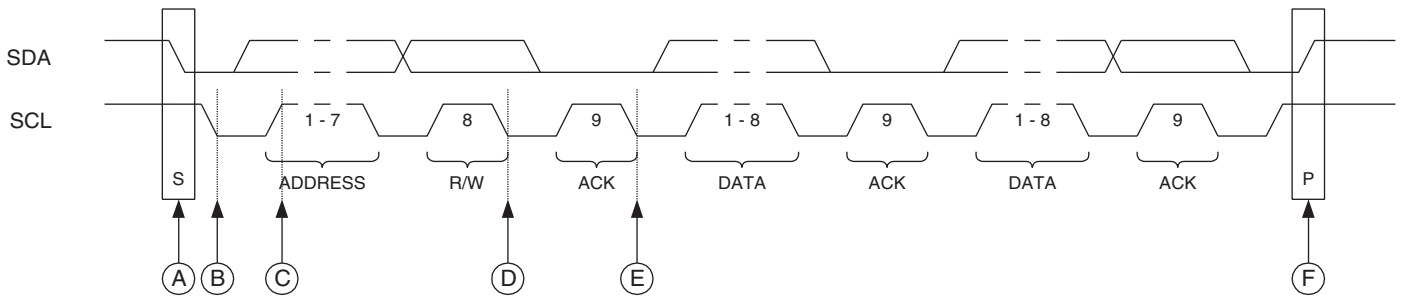 SDA
SCL
1 - 7 8 9 1 - 8 9 1 - 8 9
S ADDRESS R/W ACK DATA ACK DATA ACK P
A B C D E F